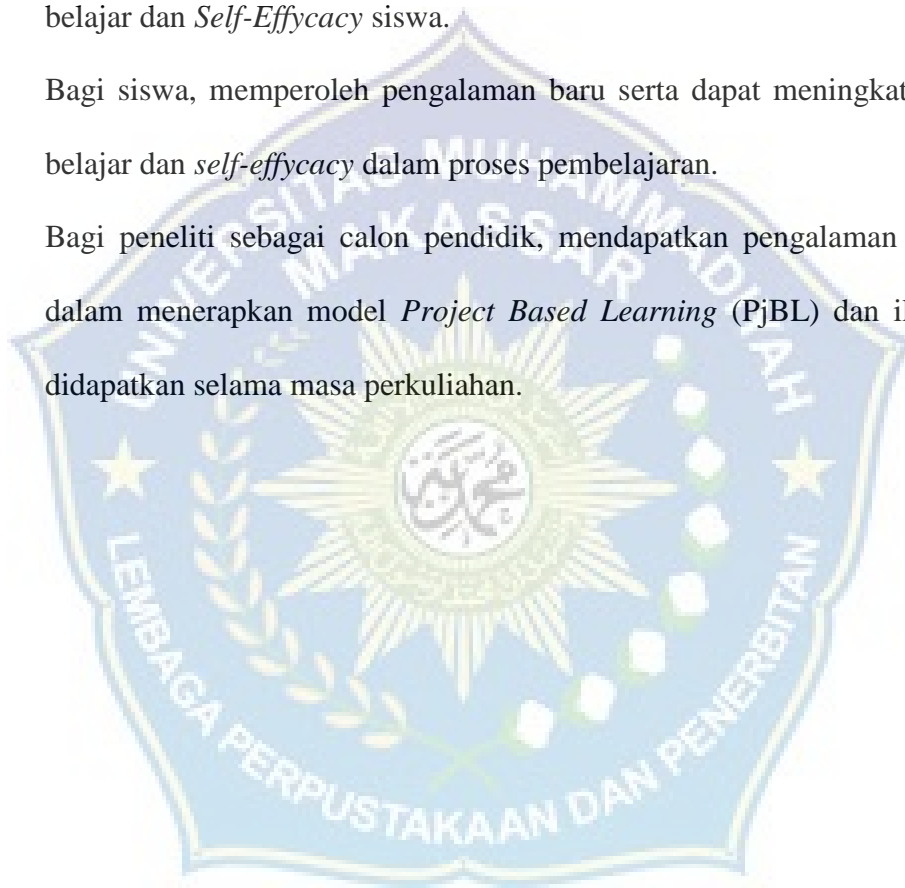 belajar dan Self-Effycacy siswa.
Bagi siswa, memperoleh pengalaman baru serta dapat meningkat
belajar dan self-effycacy dalam proses pembelajaran.
Bagi peneliti sebagai calon pendidik, mendapatkan pengalaman
dalam menerapkan model Project Based Learning (PjBL) dan il
didapatkan selama masa perkuliahan.
UNIVERSITAS MUHAMMADIYAH
MAKASSAR
محمد
LEMBAGA PERPUSTAKAAN DAN PENERBITAN